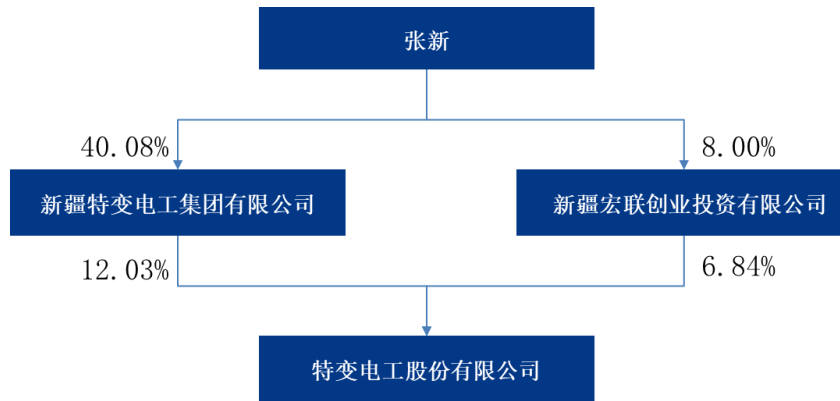 张新
40.08%
8.00%
新疆特变电工集团有限公司
新疆宏联创业投资有限公司
12.03%
6.84%
特变电工股份有限公司